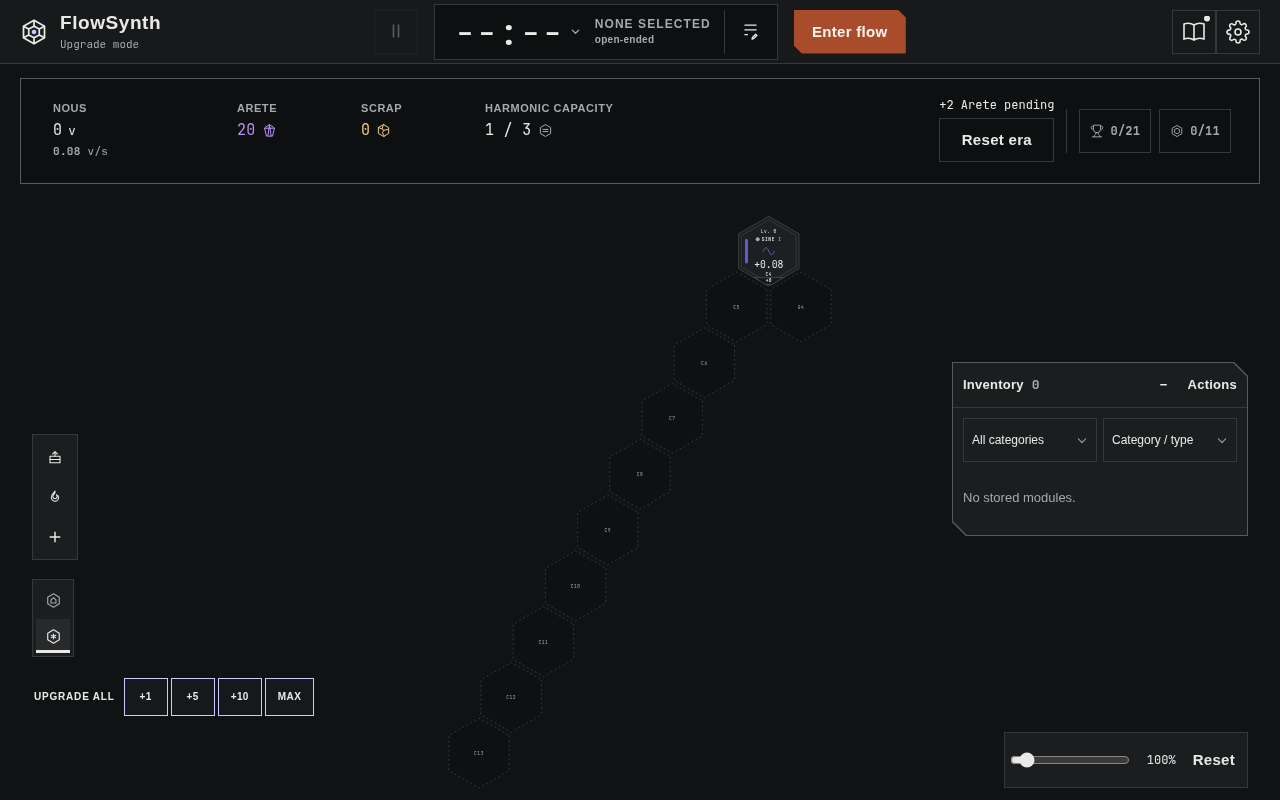 FlowSynth
Upgrade mode
--:--
NONE SELECTED
open-ended
Enter flow
NOUS
0 v
0.08 v/s
ARETE
20
SCRAP
0
HARMONIC CAPACITY
1 / 3
+2 Arete pending
Reset era
0/21
0/11
Lv. 0
SINE I
+0.08
C4
+0
C5
G4
C6
C7
C8
C9
C10
C11
C12
C13
Inventory 0
− Actions
All categories
Category / type
No stored modules.
UPGRADE ALL
+1
+5
+10
MAX
100%
Reset